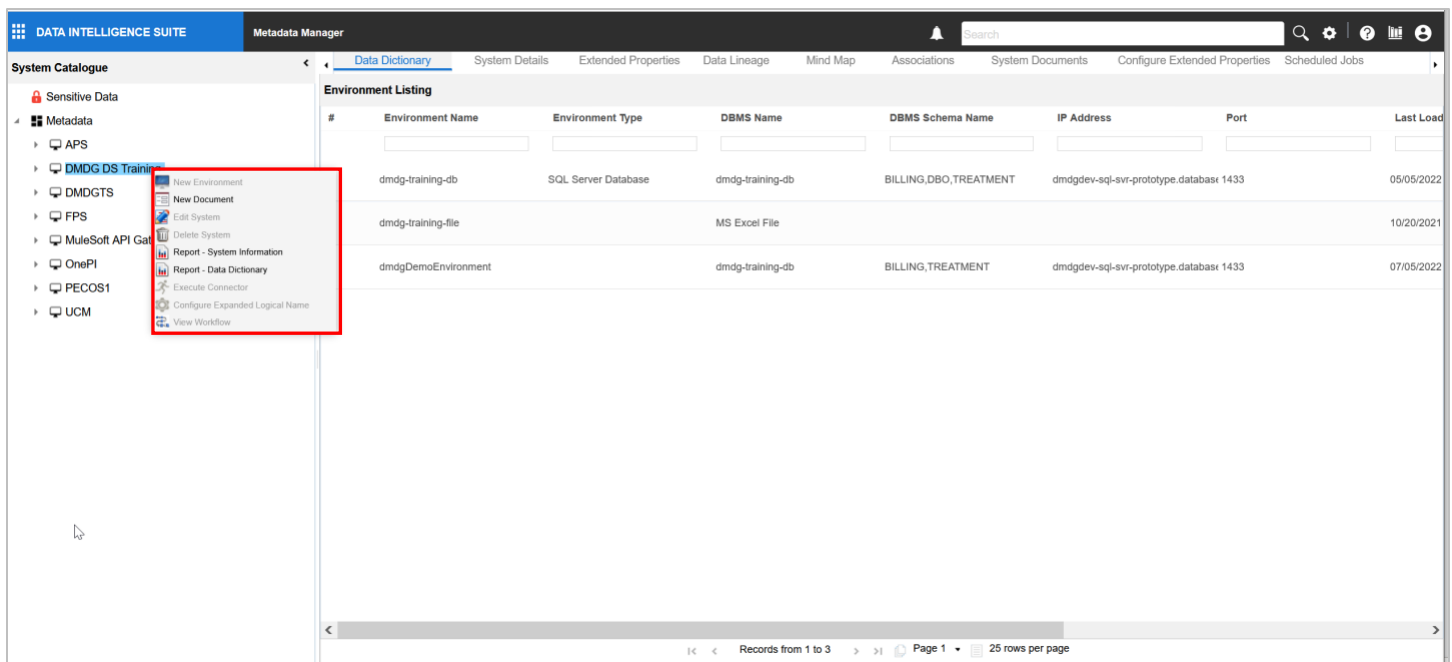 DATA INTELLIGENCE SUITE Metadata Manager Search
System Catalogue
Data Dictionary System Details Extended Properties Data Lineage Mind Map Associations System Documents Configure Extended Properties Scheduled Jobs
Sensitive Data
Metadata
APS
DMDG DS Training
DMDGTS
FPS
MuleSoft API Gat
OnePI
PECOS1
UCM
New Environment
New Document
Edit System
Delete System
Report - System Information
Report - Data Dictionary
Execute Connector
Configure Expanded Logical Name
View Workflow
Environment Listing
# Environment Name Environment Type DBMS Name DBMS Schema Name IP Address Port Last Load
dmdg-training-db SQL Server Database dmdg-training-db BILLING,DBO,TREATMENT dmdgdev-sql-svr-prototype.database 1433 05/05/2022
dmdg-training-file MS Excel File 10/20/2021
dmdgDemoEnvironment dmdg-training-db BILLING,TREATMENT dmdgdev-sql-svr-prototype.database 1433 07/05/2022
Records from 1 to 3 Page 1 25 rows per page